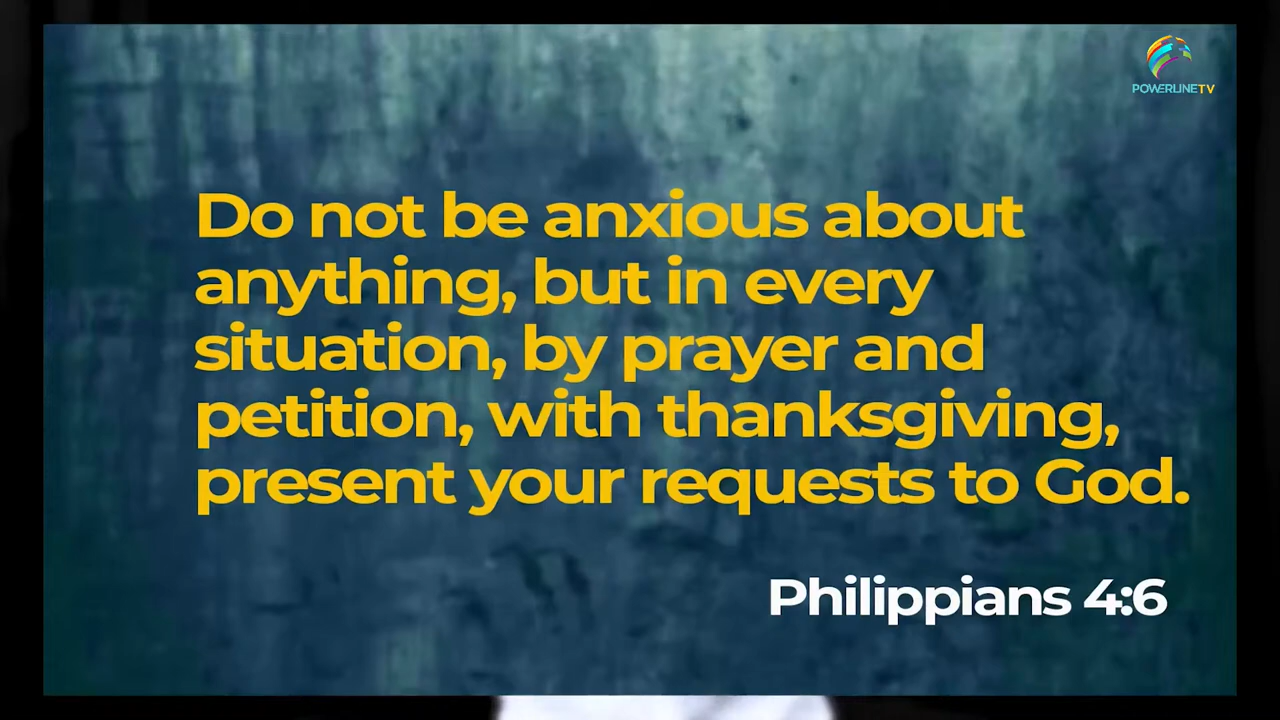 POWERLINETV
Do not be anxious about
anything, but in every
situation, by prayer and
petition, with thanksgiving,
present your requests to God.
Philippians 4:6